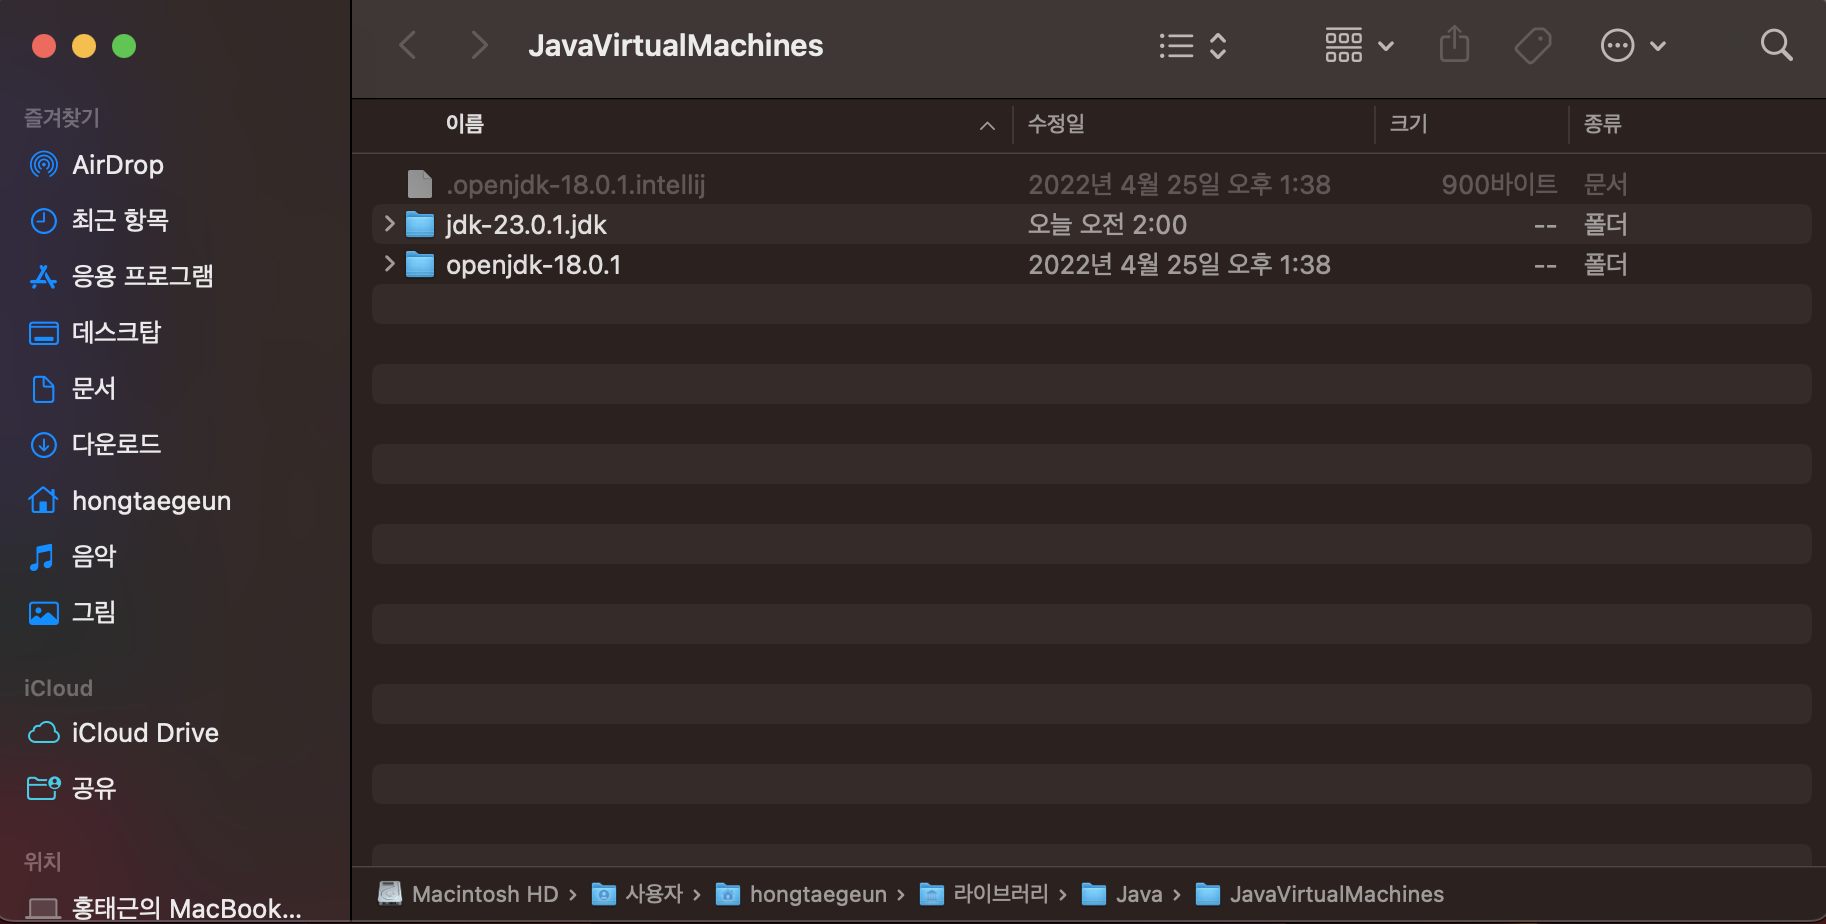 JavaVirtualMachines
즐겨찾기
AirDrop
최근 항목
응용 프로그램
데스크탑
문서
다운로드
hongtaegeun
음악
그림
iCloud
iCloud Drive
공유
위치
홍태근의 MacBook...
이름 수정일 크기 종류
.openjdk-18.0.1.intellij 2022년 4월 25일 오후 1:38 900바이트 문서
jdk-23.0.1.jdk 오늘 오전 2:00 -- 폴더
openjdk-18.0.1 2022년 4월 25일 오후 1:38 -- 폴더
Macintosh HD › 사용자 › hongtaegeun › 라이브러리 › Java › JavaVirtualMachines